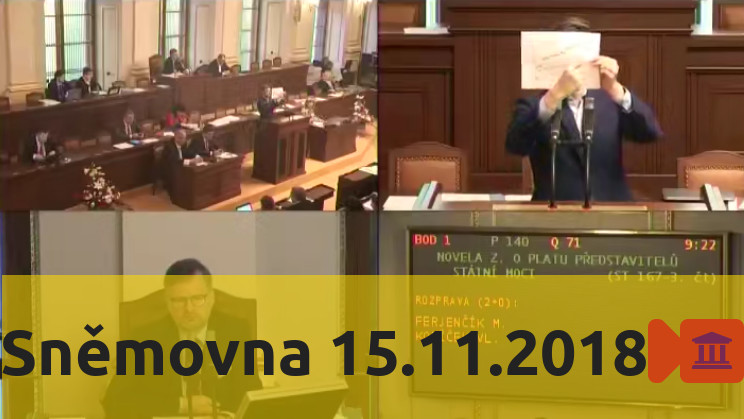 BOD 1 P 140 Q 71 9:22
NOVELA Z. O PLATU PŘEDSTAVITELŮ
STÁTNÍ MOCI (ST 167-3. čt)
ROZPRAVA (2+0):
FERJENČÍK M.
VL.
Sněmovna 15.11.2018